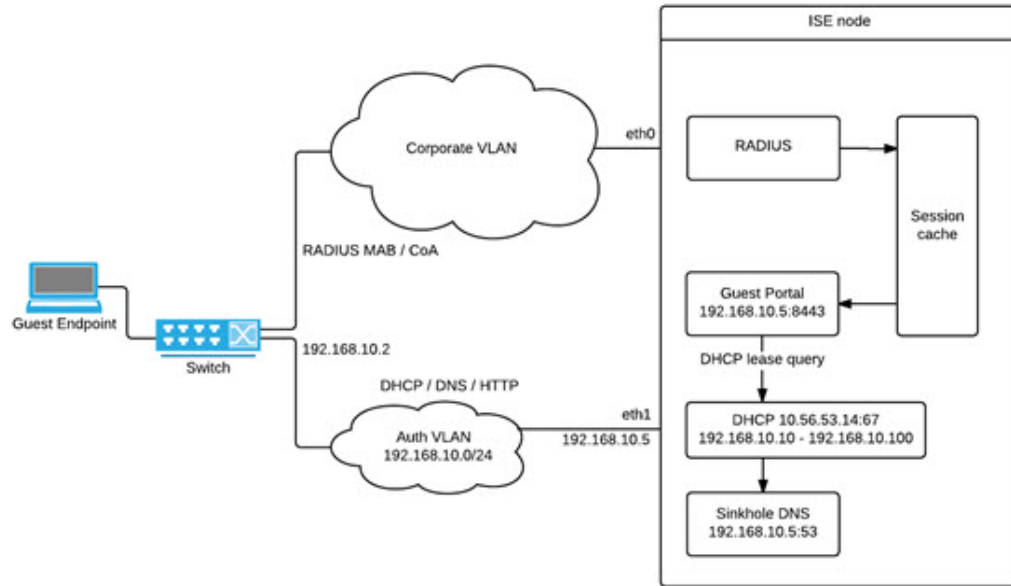 ISE node
Corporate VLAN
eth0
RADIUS
Session
cache
RADIUS MAB / CoA
Guest Portal
192.168.10.5:8443
Guest Endpoint
192.168.10.2
Switch
DHCP lease query
DHCP / DNS / HTTP
eth1
192.168.10.5
Auth VLAN
192.168.10.0/24
DHCP 10.56.53.14:67
192.168.10.10 - 192.168.10.100
Sinkhole DNS
192.168.10.5:53